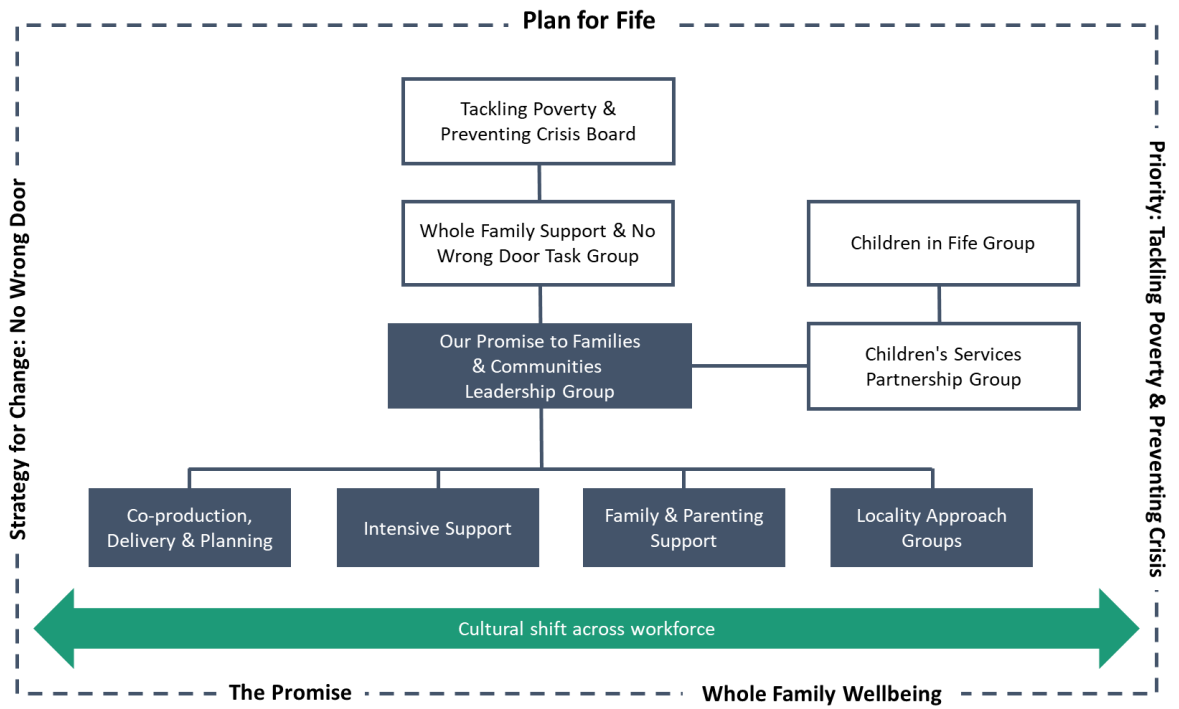 Plan for Fife
Tackling Poverty &
Preventing Crisis Board
Strategy for Change: No Wrong Door
Priority: Tackling Poverty & Preventing Crisis
Whole Family Support & No
Wrong Door Task Group
Children in Fife Group
Our Promise to Families
& Communities
Leadership Group
Children's Services
Partnership Group
Co-production,
Delivery & Planning
Intensive Support
Family & Parenting
Support
Locality Approach
Groups
Cultural shift across workforce
The Promise
Whole Family Wellbeing